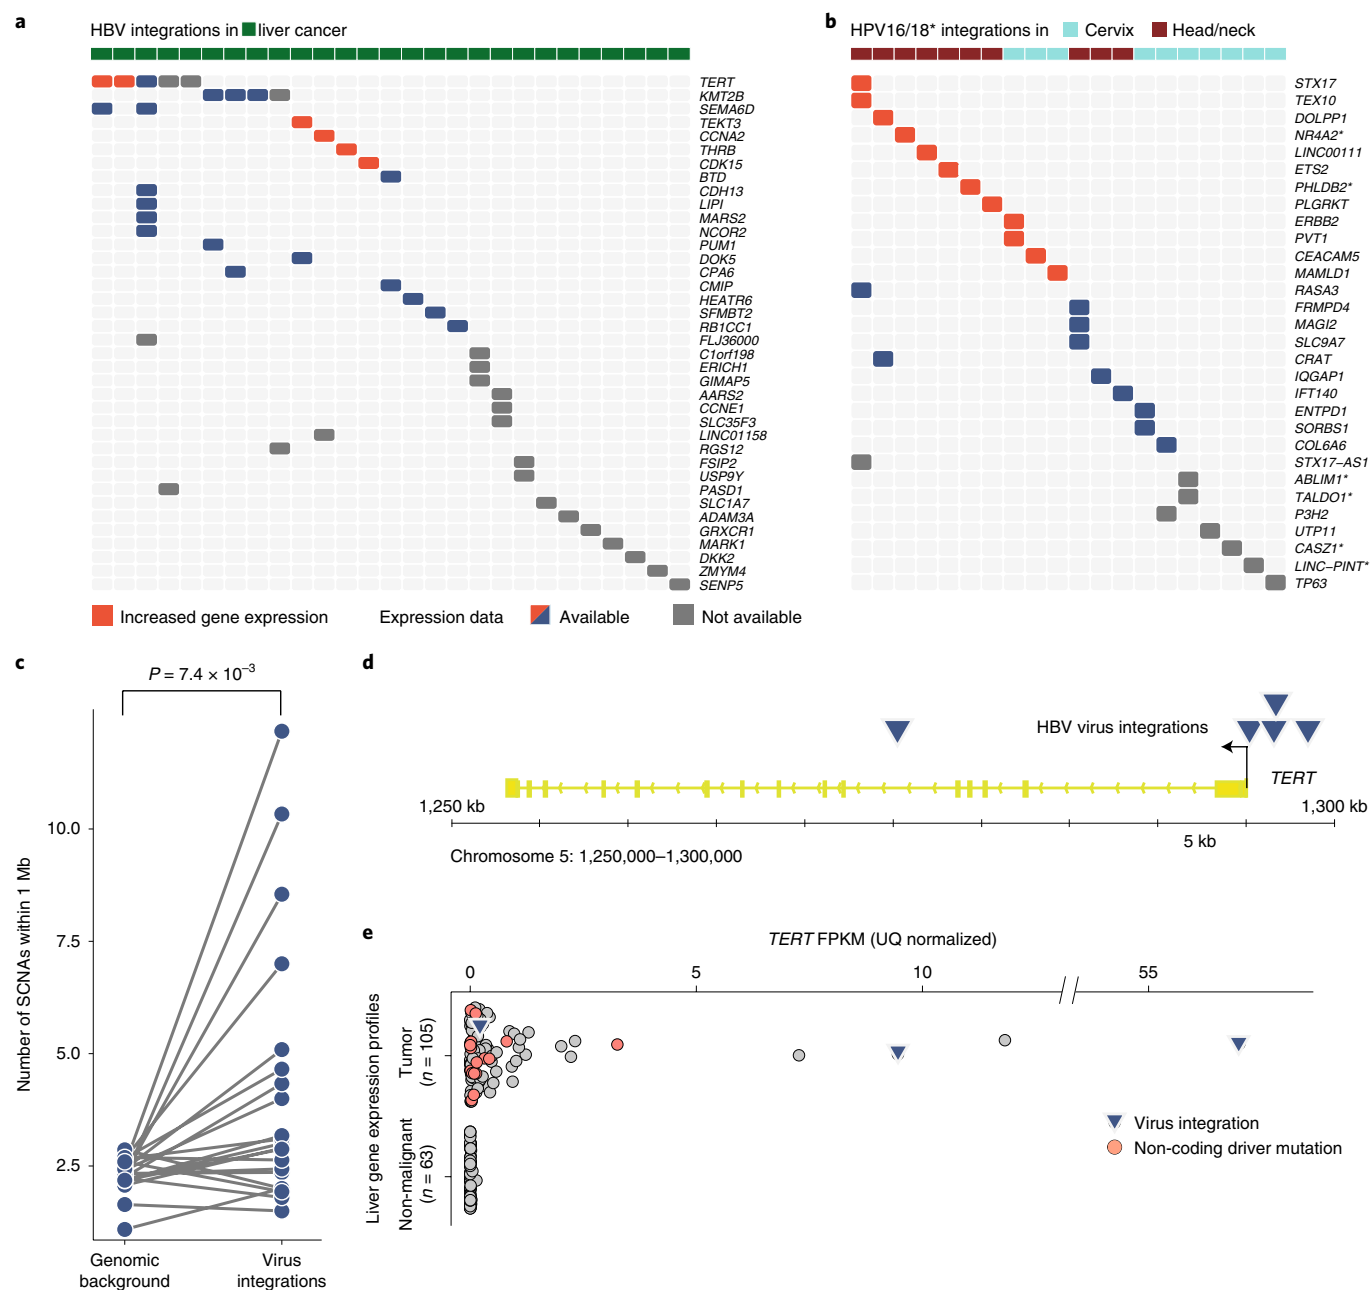 a
HBV integrations in liver cancer
TERT
KMT2B
SEMA6D
TEKT3
CCNA2
THRB
CDK15
BTD
CDH13
LIPI
MARS2
NCOR2
PUM1
DOK5
CPA6
CMIP
HEATR6
SFMBT2
RB1CC1
FLJ36000
C1orf198
ERICH1
GIMAP5
AARS2
CCNE1
SLC35F3
LINC01158
RGS12
FSIP2
USP9Y
PASD1
SLC1A7
ADAM3A
GRXCR1
MARK1
DKK2
ZMYM4
SENP5
Increased gene expression
Expression data
Available
Not available
b
HPV16/18* integrations in Cervix Head/neck
STX17
TEX10
DOLPP1
NR4A2*
LINC00111
ETS2
PHLDB2*
PLGRKT
ERBB2
PVT1
CEACAM5
MAMLD1
RASA3
FRMPD4
MAGI2
SLC9A7
CRAT
IQGAP1
IFT140
ENTPD1
SORBS1
COL6A6
STX17–AS1
ABLIM1*
TALDO1*
P3H2
UTP11
CASZ1*
LINC–PINT*
TP63
c
P = 7.4 × 10–3
Number of SCNAs within 1 Mb
10.0
7.5
5.0
2.5
Genomic
background
Virus
integrations
d
HBV virus integrations
TERT
1,250 kb
1,300 kb
5 kb
Chromosome 5: 1,250,000–1,300,000
e
TERT FPKM (UQ normalized)
0
5
10
55
Liver gene expression profiles
Tumor
(n = 105)
Non-malignant
(n = 63)
Virus integration
Non-coding driver mutation